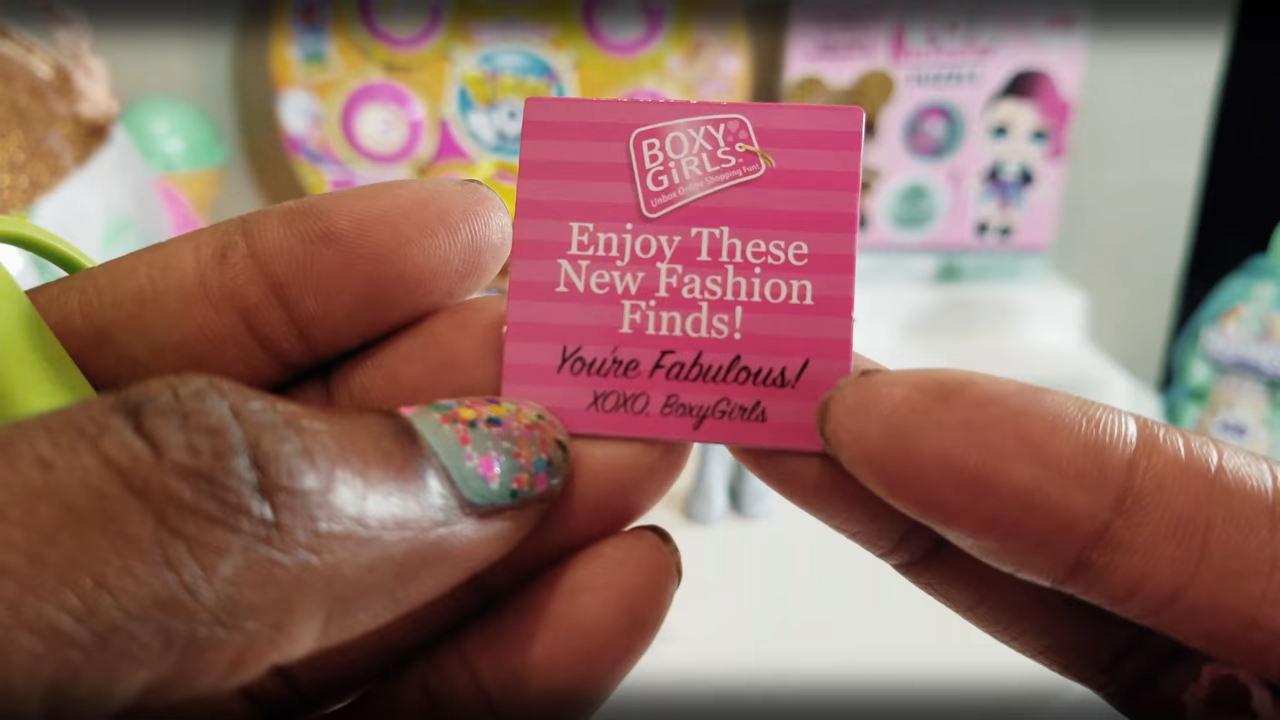 BOXY
GiRLS.
Unbox Online Shopping Fun!
Enjoy These
New Fashion
Finds!
You're Fabulous!
XOXO, BoxyGirls